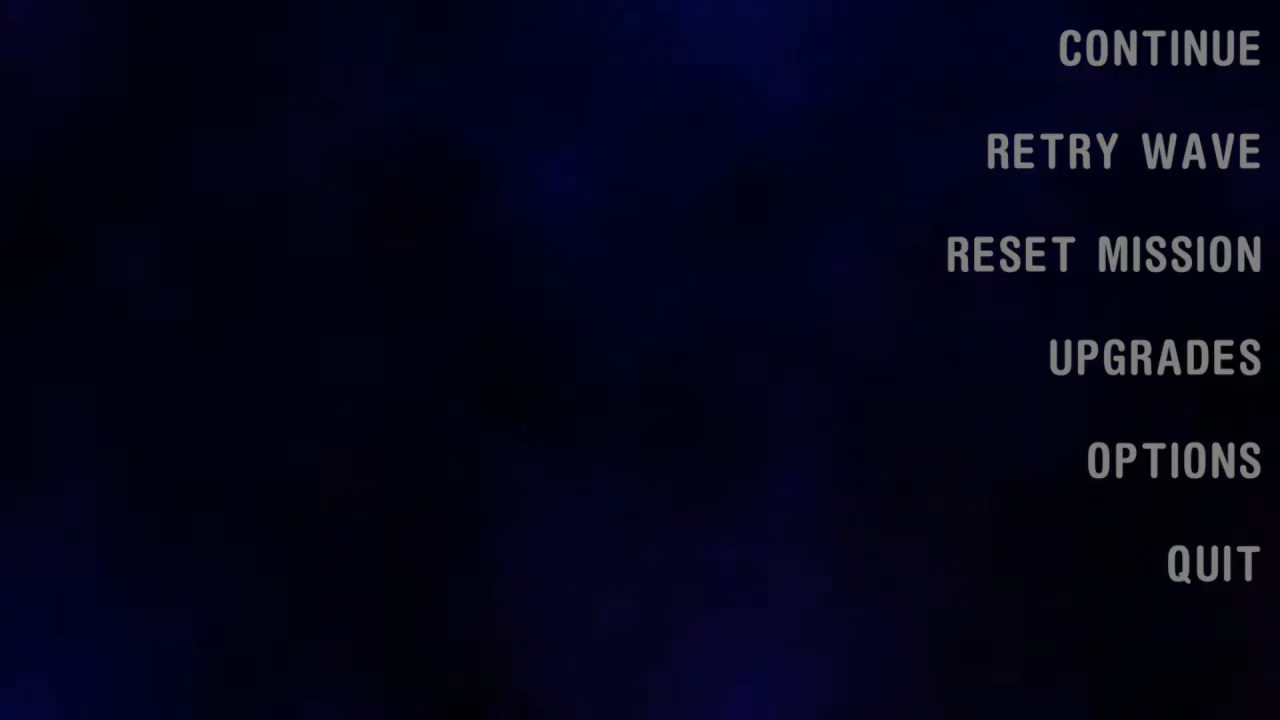 CONTINUE
RETRY WAVE
RESET MISSION
UPGRADES
OPTIONS
QUIT